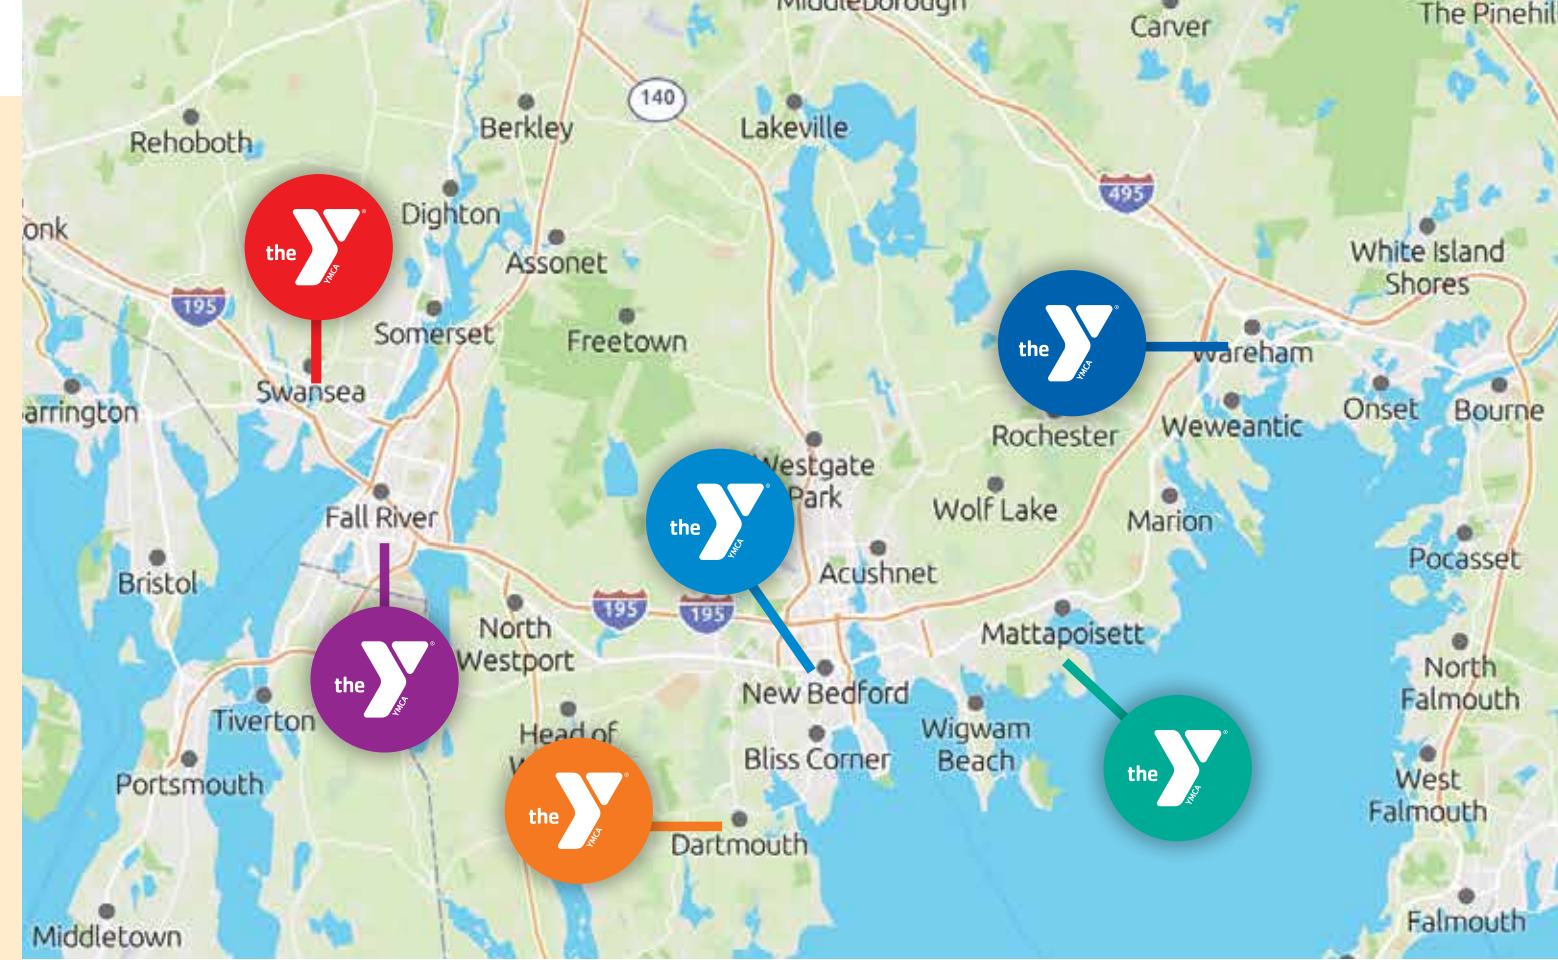 Middleborough
Carver
The Pinehil
140
Rehoboth
Berkley
Lakeville
495
onk
Dighton
the
YMCA
Assonet
White Island
Shores
195
Somerset
Freetown
the
YMCA
Wareham
Swansea
arrington
Onset
Bourne
Rochester
Weweantic
Westgate
Park
the
YMCA
Wolf Lake
Marion
Fall River
Bristol
Acushnet
Pocasset
195
195
North
Westport
Mattapoisett
the
YMCA
New Bedford
North
Falmouth
Tiverton
Head of
W
Wigwam
Beach
Bliss Corner
the
YMCA
Portsmouth
West
Falmouth
the
YMCA
Dartmouth
Middletown
Falmouth